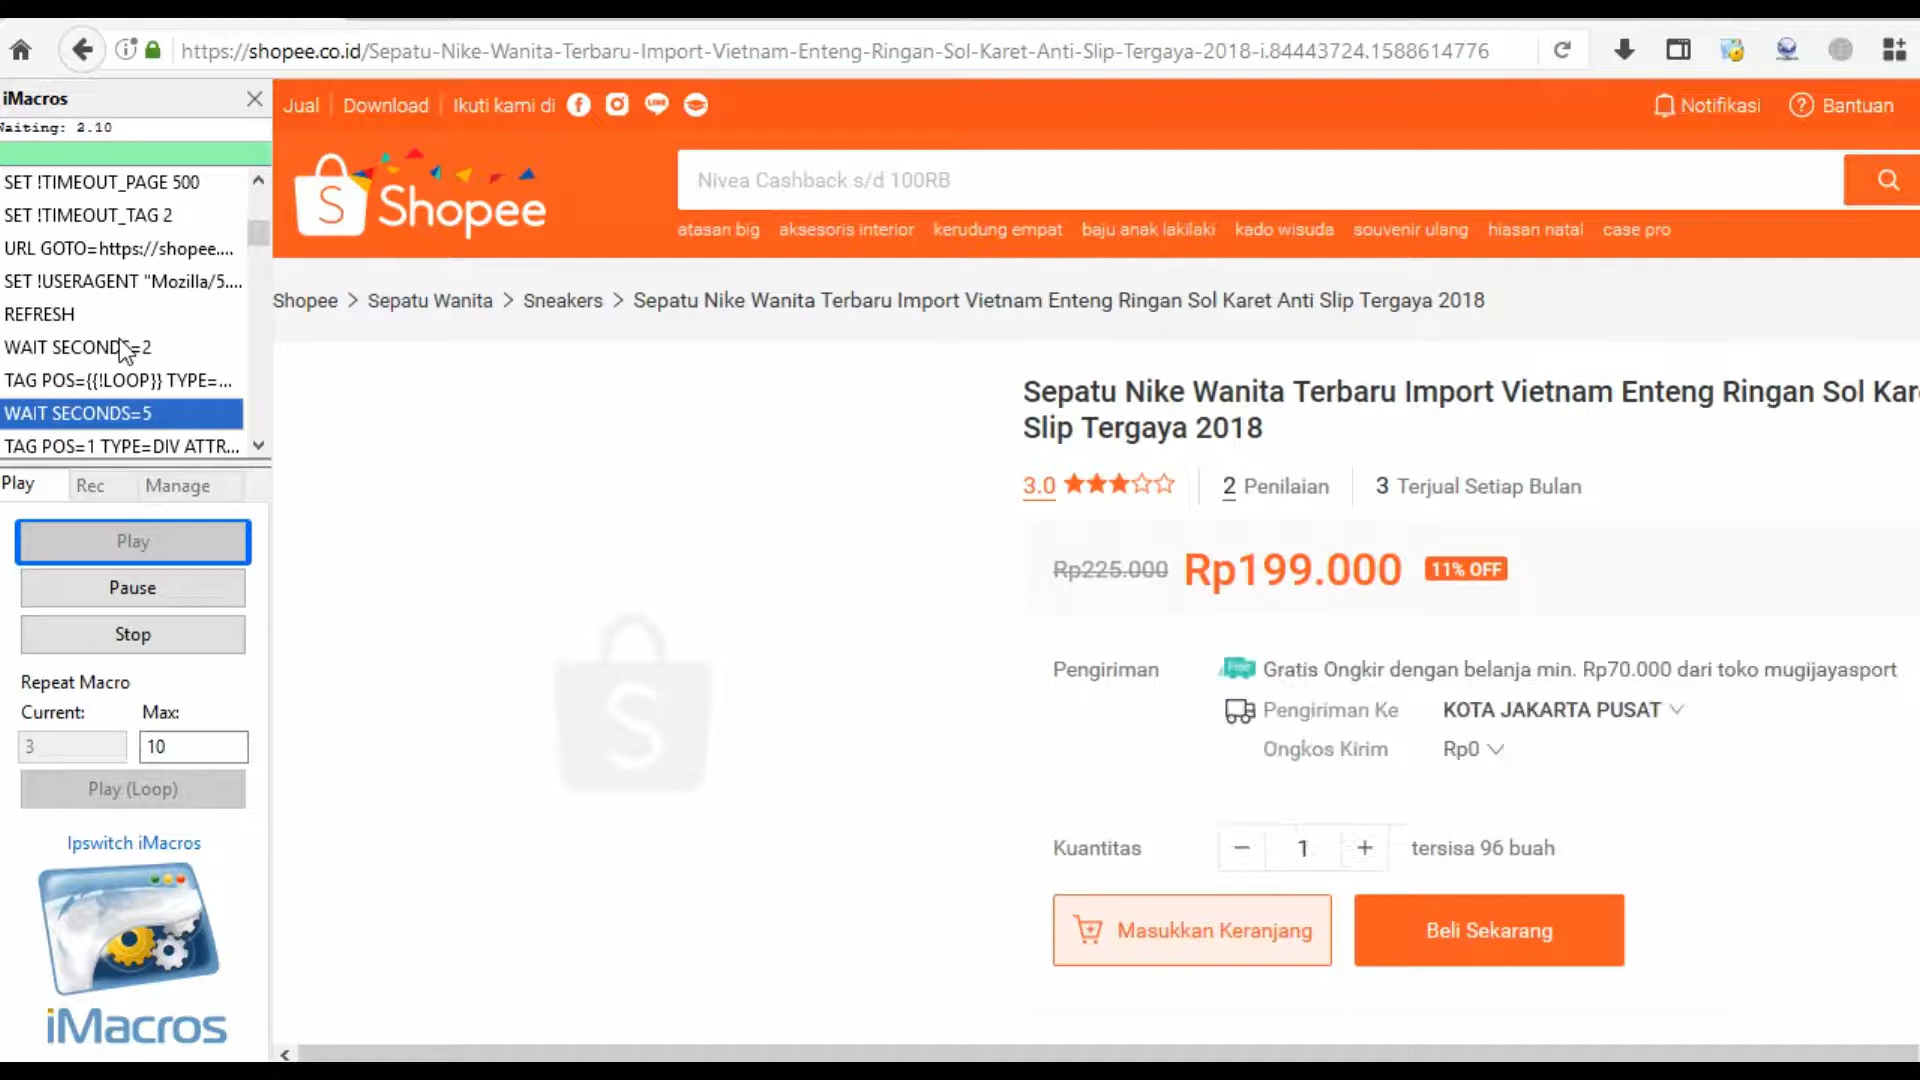 https://shopee.co.id/Sepatu-Nike-Wanita-Terbaru-Import-Vietnam-Enteng-Ringan-Sol-Karet-Anti-Slip-Tergaya-2018-i.84443724.1588614776
iMacros
Waiting: 2.10
SET !TIMEOUT_PAGE 500
SET !TIMEOUT_TAG 2
URL GOTO=https://shopee....
SET !USERAGENT "Mozilla/5....
REFRESH
WAIT SECONDS=2
TAG POS={{!LOOP}} TYPE=...
WAIT SECONDS=5
TAG POS=1 TYPE=DIV ATTR...
Play
Rec
Manage
Play
Pause
Stop
Repeat Macro
Current:
Max:
3
10
Play (Loop)
Ipswitch iMacros
iMacros
Jual
Download
Ikuti kami di
LINE
Notifikasi
Bantuan
S
Shopee
Nivea Cashback s/d 100RB
atasan big
aksesoris interior
kerudung empat
baju anak lakilaki
kado wisuda
souvenir ulang
hiasan natal
case pro
Shopee > Sepatu Wanita > Sneakers > Sepatu Nike Wanita Terbaru Import Vietnam Enteng Ringan Sol Karet Anti Slip Tergaya 2018
S
Sepatu Nike Wanita Terbaru Import Vietnam Enteng Ringan Sol Kar
Slip Tergaya 2018
3.0
2 Penilaian
3 Terjual Setiap Bulan
Rp225.000
Rp199.000
11% OFF
Pengiriman
Free
Gratis Ongkir dengan belanja min. Rp70.000 dari toko mugijayasport
Pengiriman Ke
KOTA JAKARTA PUSAT
Ongkos Kirim
Rp0
Kuantitas
− 1 +
tersisa 96 buah
Masukkan Keranjang
Beli Sekarang